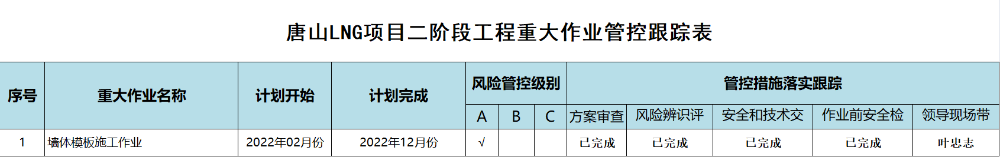 唐山LNG项目二阶段工程重大作业管控跟踪表
序号 重大作业名称 计划开始 计划完成 风险管控级别 管控措施落实跟踪
A B C 方案审查 风险辨识评 安全和技术交 作业前安全检 领导现场带
1 墙体模板施工作业 2022年02月份 2022年12月份 √ 已完成 已完成 已完成 已完成 叶忠志